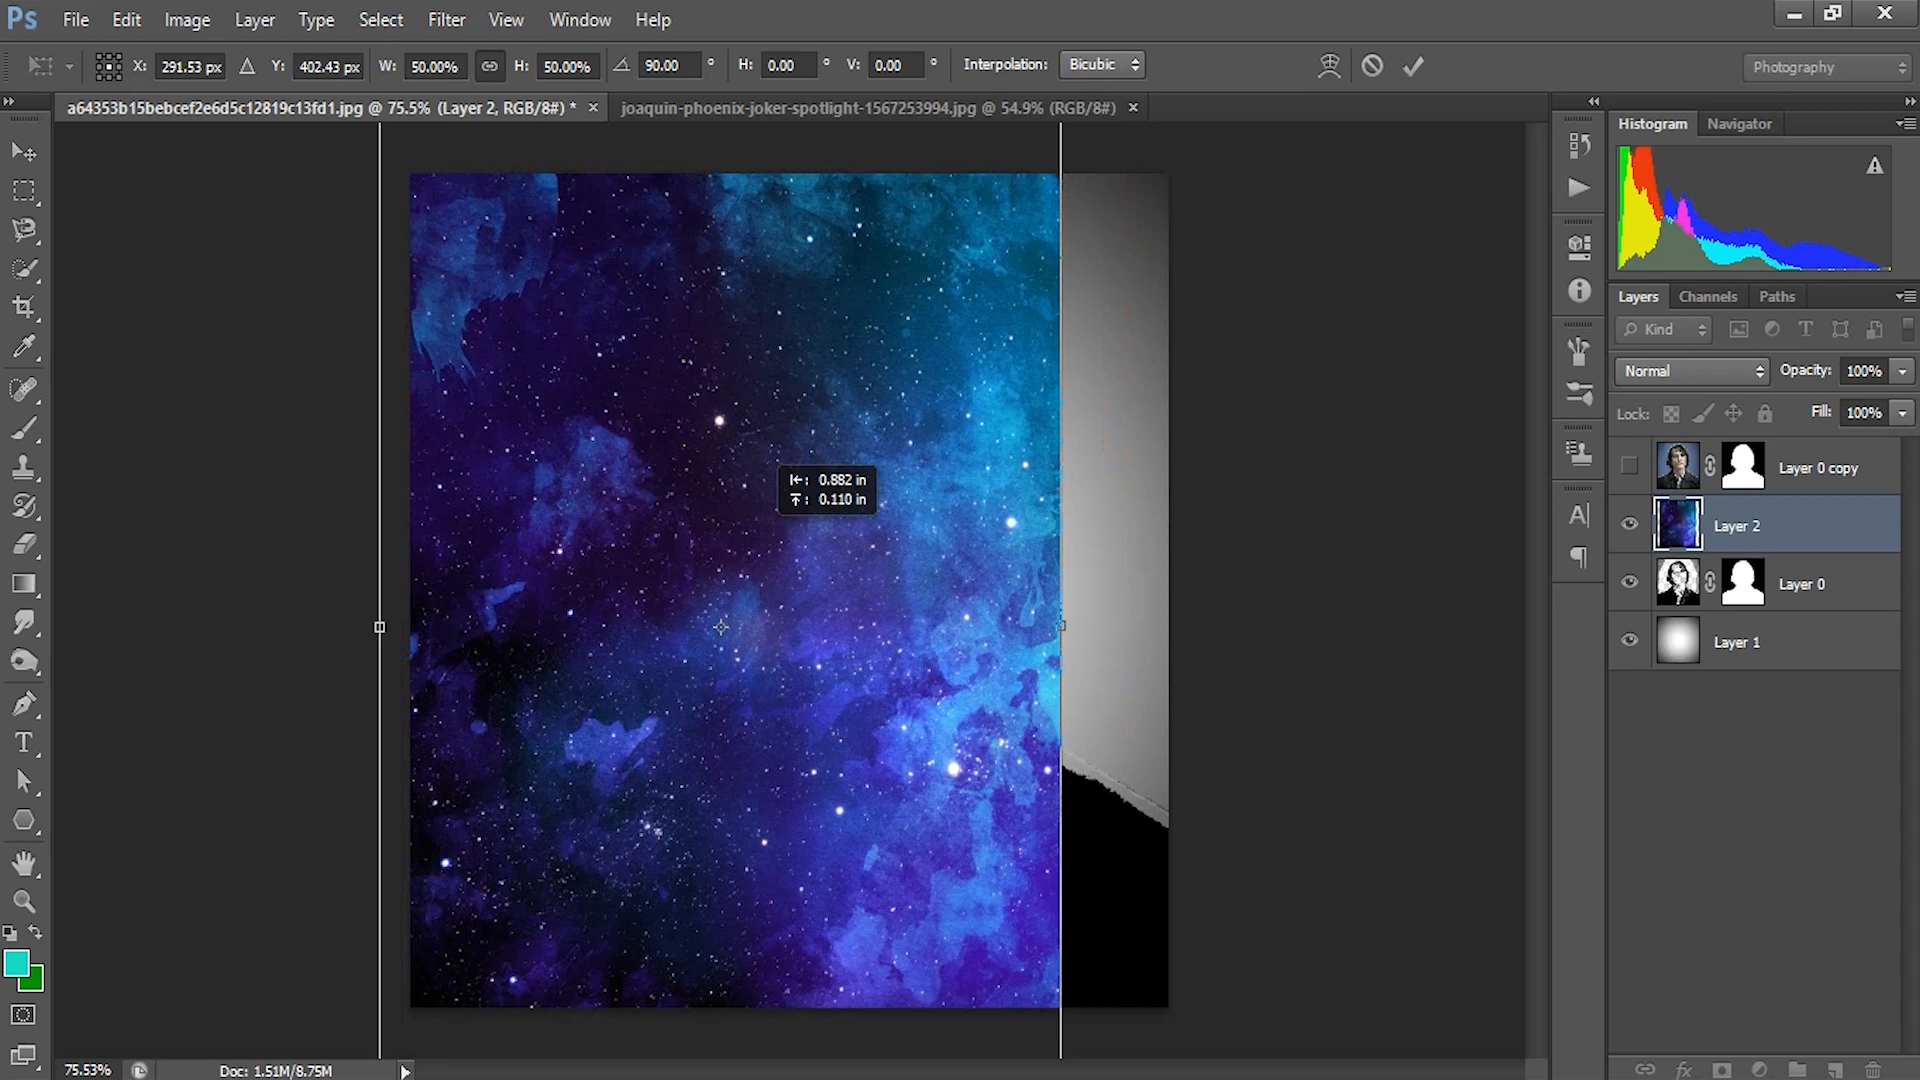 Ps File Edit Image Layer Type Select Filter View Window Help
X: 291.53 px Y: 402.43 px W: 50.00% H: 50.00% 90.00 ° H: 0.00 ° V: 0.00 ° Interpolation: Bicubic Photography
a64353b15bebcef2e6d5c12819c13fd1.jpg @ 75.5% (Layer 2, RGB/8#) * × joaquin-phoenix-joker-spotlight-1567253994.jpg @ 54.9% (RGB/8#) ×
Histogram Navigator
Layers Channels Paths
Kind
Normal Opacity: 100%
Lock: Fill: 100%
Layer 0 copy
Layer 2
Layer 0
Layer 1
: 0.882 in
: 0.110 in
75.53% Doc: 1.51M/8.75M